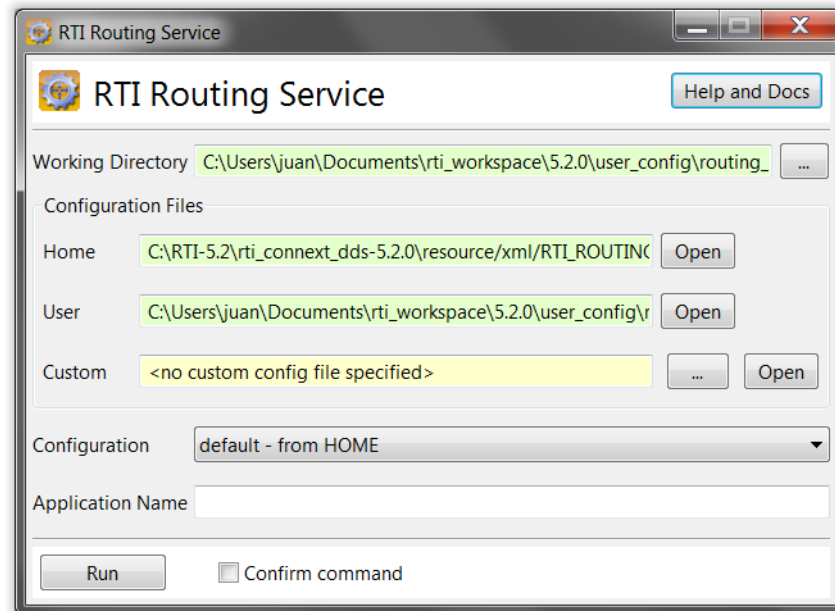 RTI Routing Service
RTI Routing Service
Help and Docs
Working Directory C:\Users\juan\Documents\rti_workspace\5.2.0\user_config\routing_ ...
Configuration Files
Home C:\RTI-5.2\rti_connext_dds-5.2.0\resource/xml/RTI_ROUTING Open
User C:\Users\juan\Documents\rti_workspace\5.2.0\user_config\r Open
Custom <no custom config file specified> ... Open
Configuration default - from HOME
Application Name
Run Confirm command